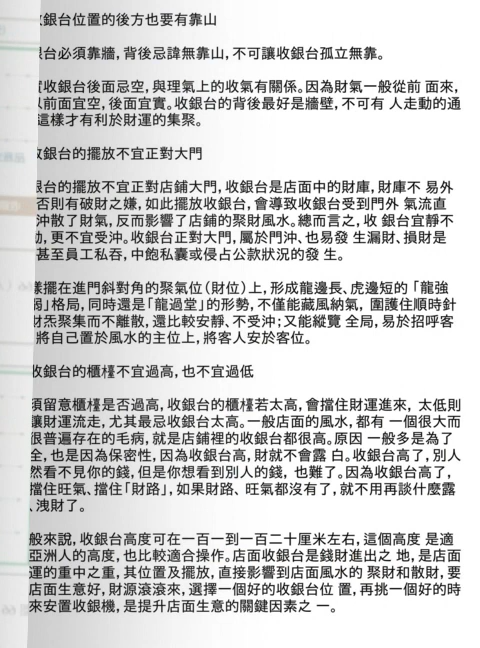 收銀台位置的後方也要有靠山
銀台必須靠牆，背後忌諱無靠山，不可讓收銀台孤立無靠。
收銀台後面忌空，與理氣上的收氣有關係。因為財氣一般從前 面來，
以前面宜空，後面宜實。收銀台的背後最好是牆壁，不可有 人走動的通
這樣才有利於財運的集聚。
收銀台的擺放不宜正對大門
銀台的擺放不宜正對店鋪大門，收銀台是店面中的財庫，財庫不 易外
否則有破財之嫌，如此擺放收銀台，會導致收銀台受到門外 氣流直
沖散了財氣，反而影響了店鋪的聚財風水。總而言之，收 銀台宜靜不
動，更不宜受沖。收銀台正對大門，屬於門沖、也易發 生漏財、損財是
甚至員工私吞，中飽私囊或侵占公款狀況的發 生。
樣擺在進門斜對角的聚氣位（財位）上，形成龍邊長、虎邊短的「龍強
弱」格局，同時還是「龍過堂」的形勢，不僅能藏風納氣， 圍護住順時針
財炁聚集而不離散，還比較安靜、不受沖；又能縱覽 全局，易於招呼客
將自己置於風水的主位上，將客人安於客位。
收銀台的櫃檯不宜過高，也不宜過低
須留意櫃檯是否過高，收銀台的櫃檯若太高，會擋住財運進來， 太低則
讓財運流走，尤其最忌收銀台太高。一般店面的風水，都有 一個很大而
很普遍存在的毛病，就是店鋪裡的收銀台都很高。原因 一般多是為了
全，也是因為保密性，因為收銀台高，財就不會露 白。收銀台高了，別人
然看不見你的錢，但是你想看到別人的錢， 也難了。因為收銀台高了，
擋住旺氣、擋住「財路」，如果財路、 旺氣都沒有了，就不用再談什麼露
、洩財了。
般來說，收銀台高度可在一百一到一百二十厘米左右，這個高度 是適
亞洲人的高度，也比較適合操作。店面收銀台是錢財進出之 地，是店面
運的重中之重，其位置及擺放，直接影響到店面風水的 聚財和散財，要
店面生意好，財源滾滾來，選擇一個好的收銀台位 置，再挑一個好的時
來安置收銀機，是提升店面生意的關鍵因素之 一。